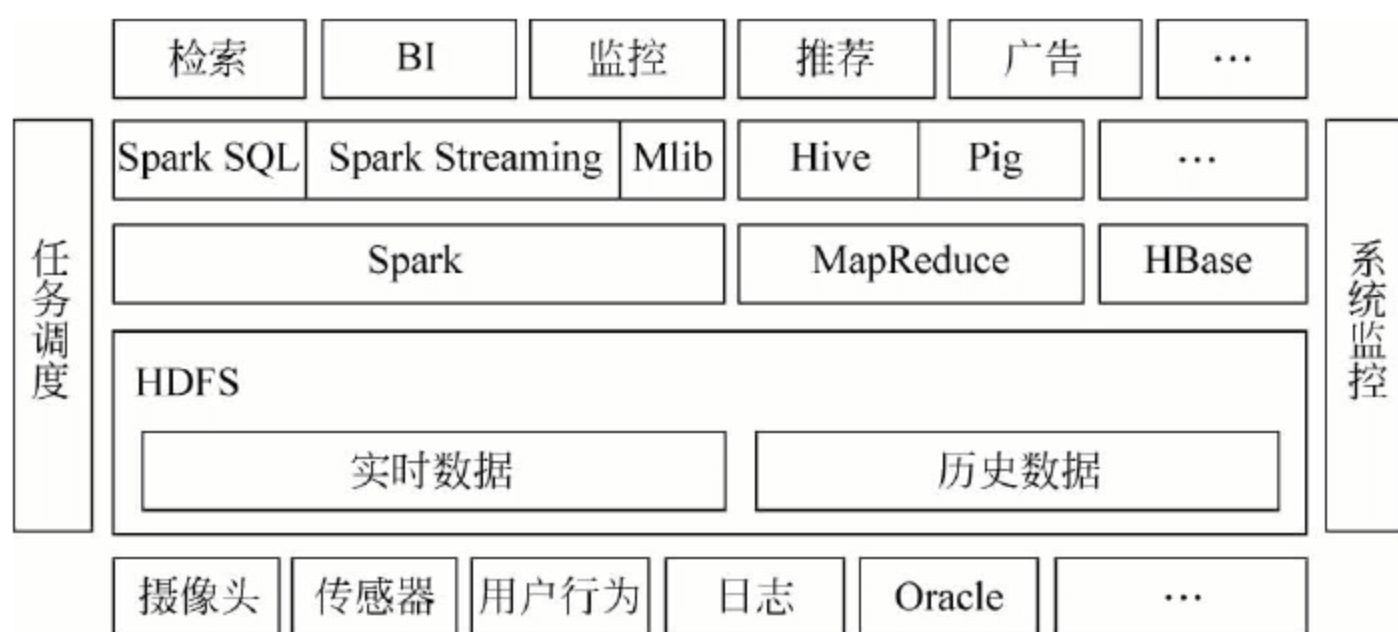 检索 BI 监控 推荐 广告 …
Spark SQL Spark Streaming Mlib Hive Pig …
Spark MapReduce HBase
任务调度
系统监控
HDFS
实时数据 历史数据
摄像头 传感器 用户行为 日志 Oracle …